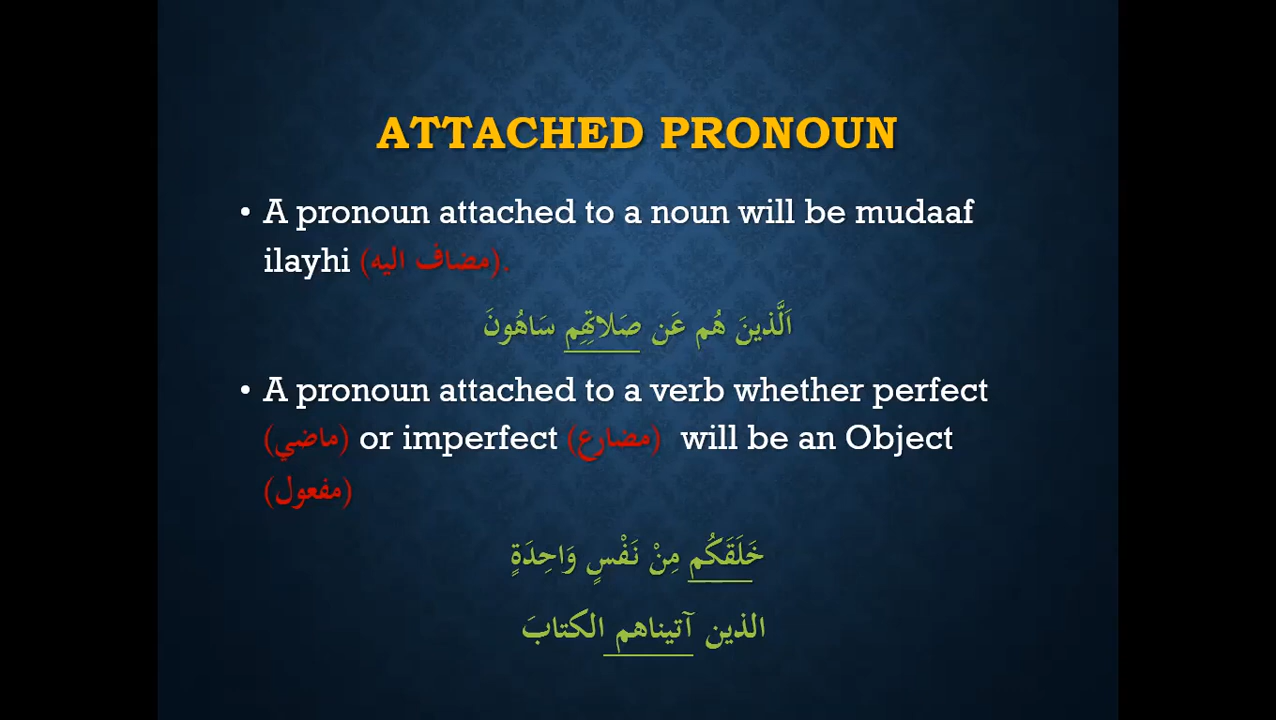 ATTACHED PRONOUN
• A pronoun attached to a noun will be mudaaf
ilayhi (مضاف اليه).
اَلَّذينَ هُم عَن صَلاتِهِم سَاهُونَ
• A pronoun attached to a verb whether perfect
(ماضي) or imperfect (مضارع) will be an Object
(مفعول)
خَلَقَكُم مِنْ نَفْسٍ وَاحِدَةٍ
الذين آتيناهم الكتابَ